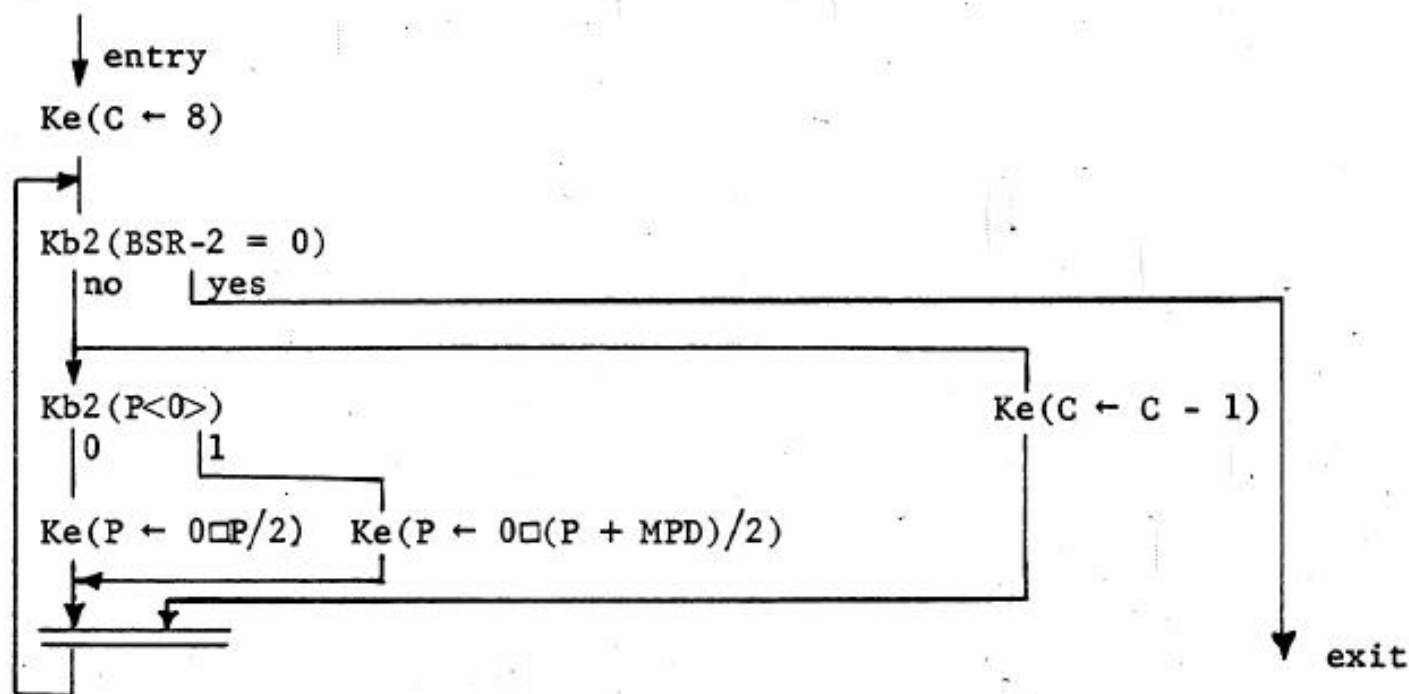 entry
Ke(C ← 8)
Kb2(BSR-2 = 0)
no yes
Kb2(P<0>) Ke(C ← C - 1)
0 1
Ke(P ← 0□P/2) Ke(P ← 0□(P + MPD)/2)
exit